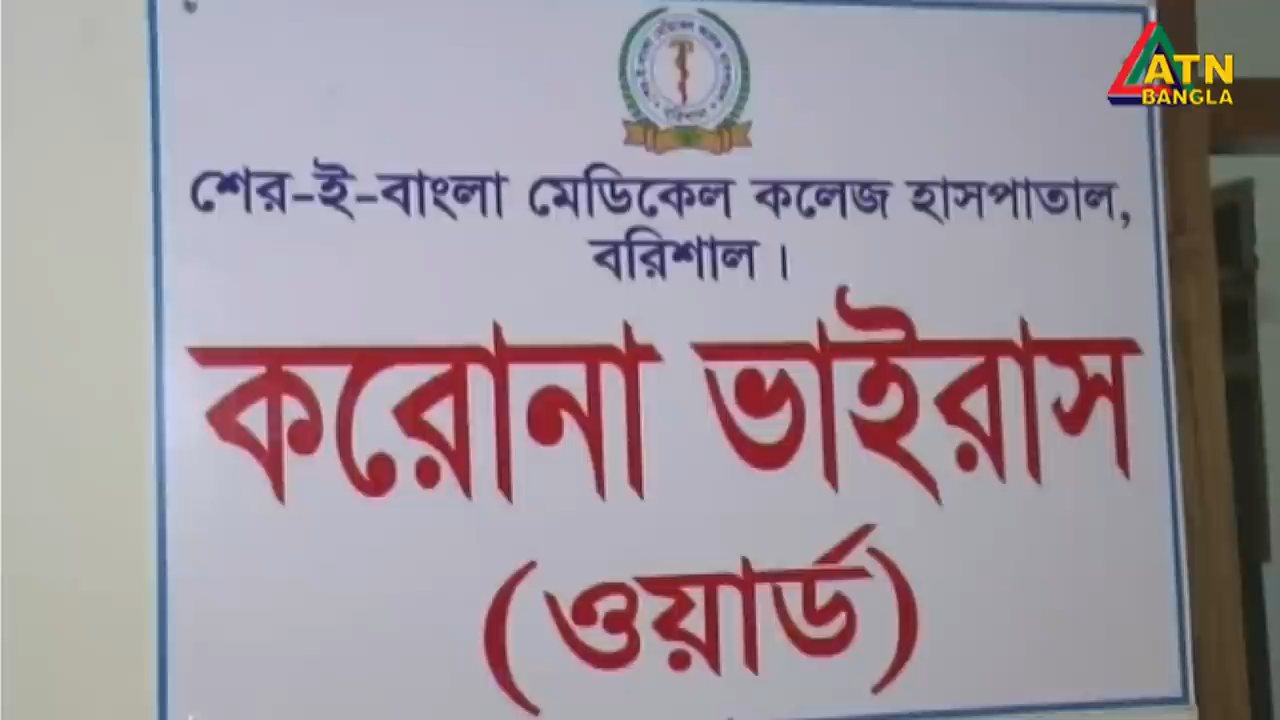 ATN
BANGLA
শের-ই-বাংলা মেডিকেল কলেজ হাসপাতাল,
বরিশাল।
করোনা ভাইরাস
(ওয়ার্ড)